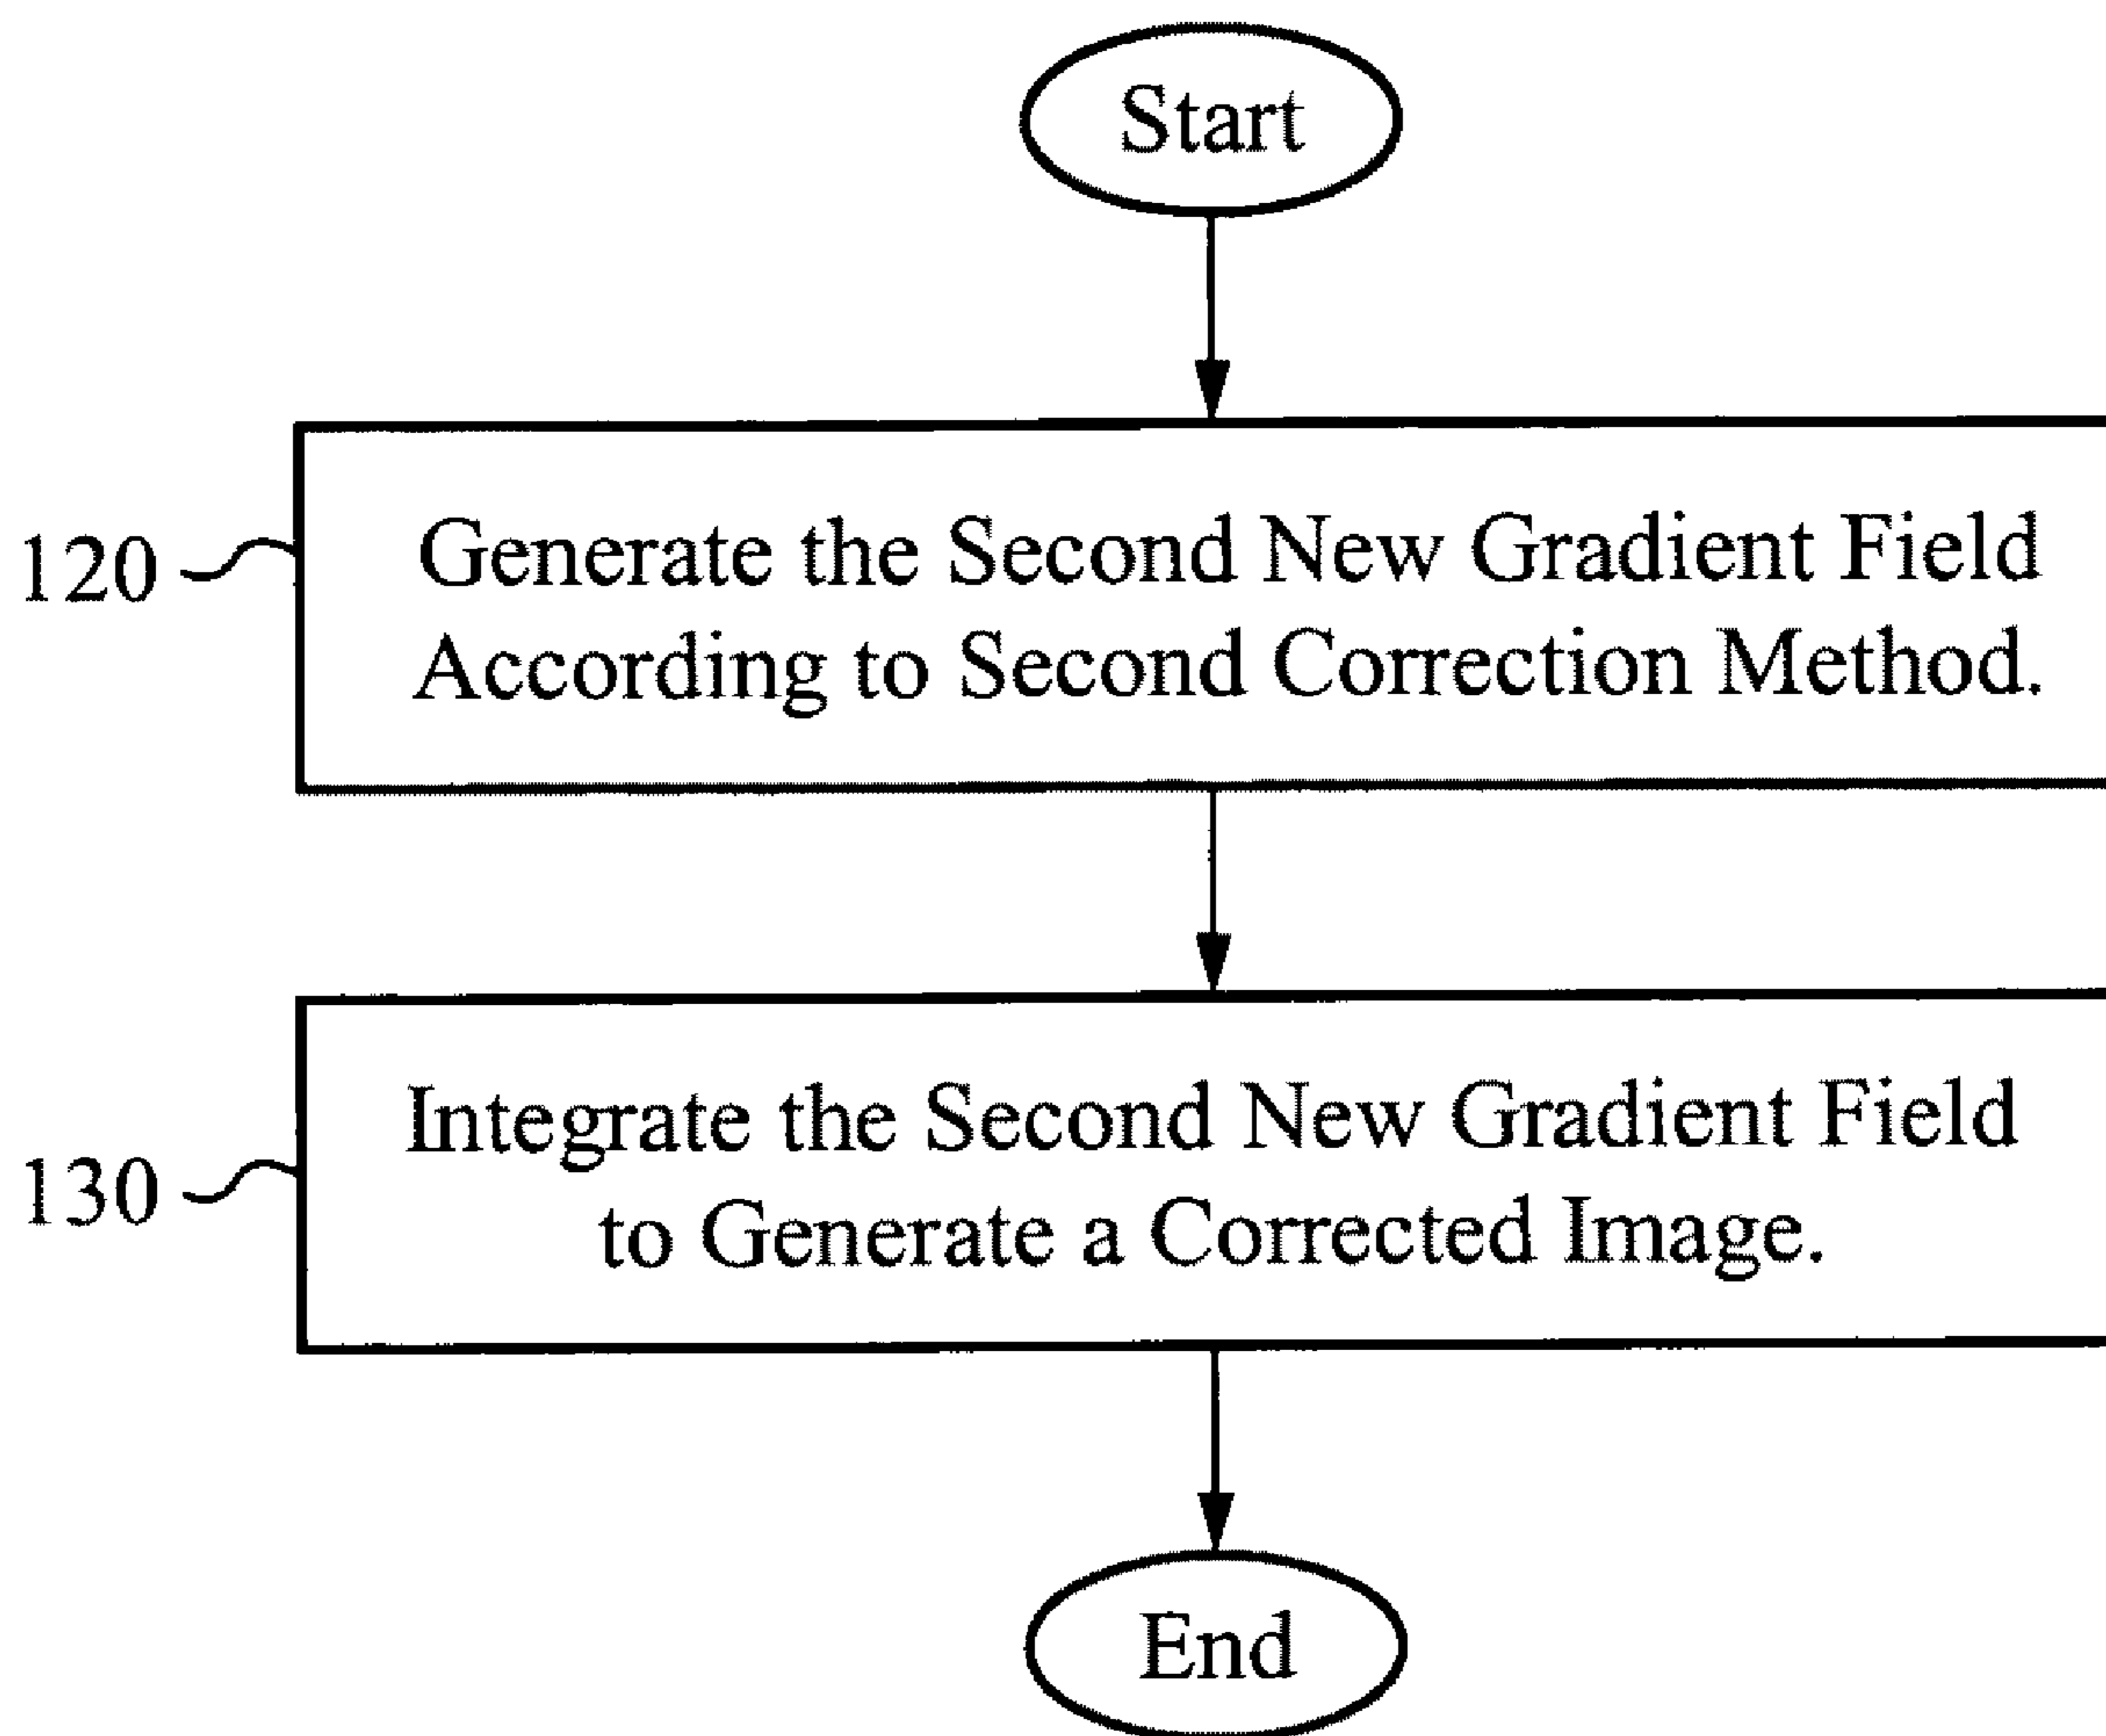 Start
120
Generate the Second New Gradient Field
According to Second Correction Method.
130
Integrate the Second New Gradient Field
to Generate a Corrected Image.
End